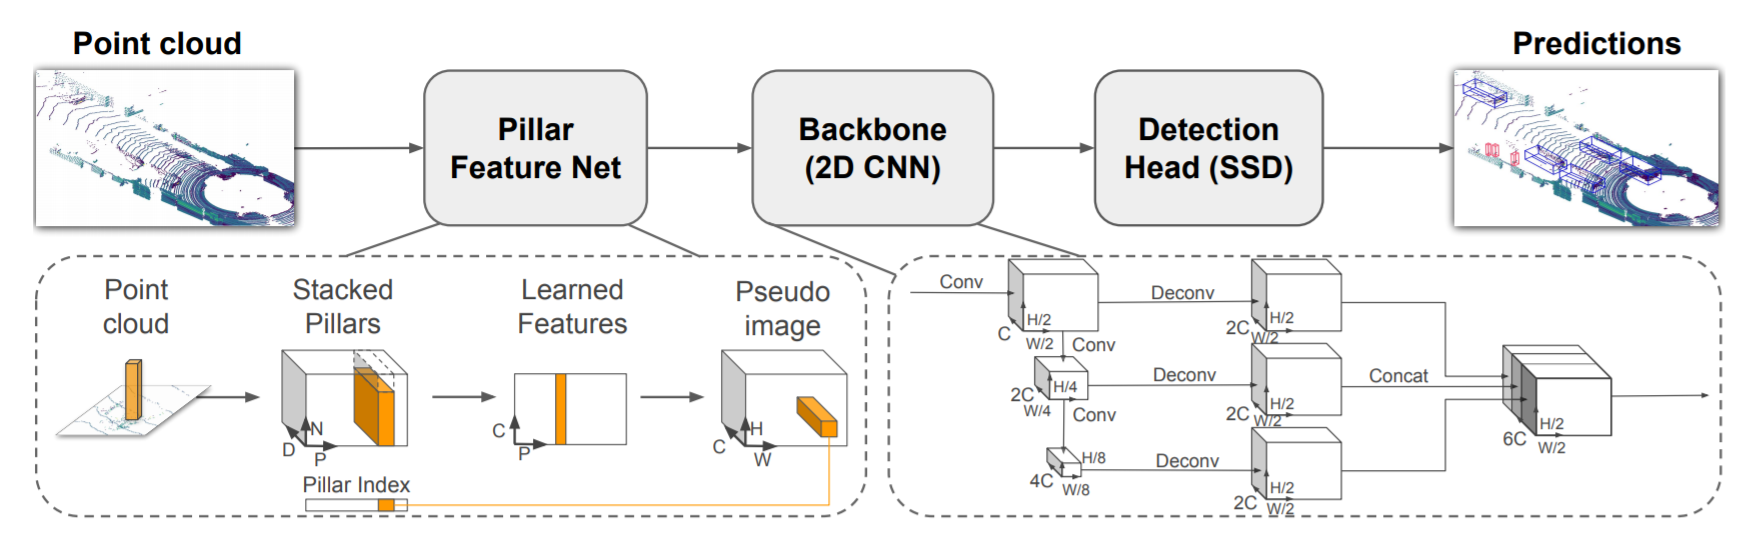 Point cloud
Predictions
Pillar
Feature Net
Backbone
(2D CNN)
Detection
Head (SSD)
Point
cloud
Stacked
Pillars
Learned
Features
Pseudo
image
N
D
P
C
P
H
C
W
Pillar Index
Conv
H/2
C
W/2
Conv
Deconv
H/2
2C
W/2
H/4
2C
W/4
Conv
Deconv
H/2
2C
W/2
Concat
H/8
4C
W/8
Deconv
H/2
2C
W/2
H/2
6C
W/2